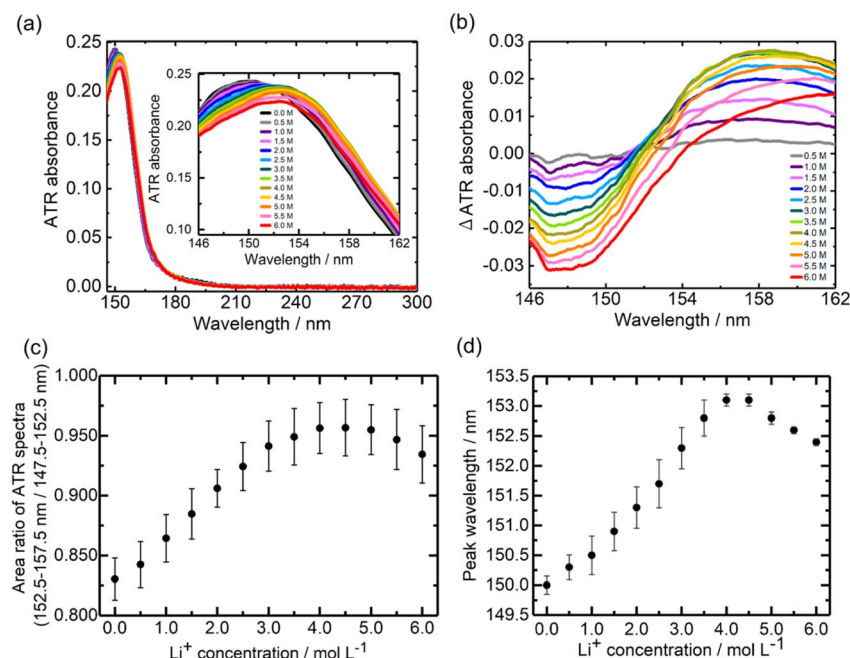 (a)
0.25
0.20
0.15
0.10
0.05
0.00
ATR absorbance
150
180
210
240
270
300
Wavelength / nm
0.25
0.20
0.15
0.10
ATR absorbance
146
150
154
158
162
Wavelength / nm
0.0 M
0.5 M
1.0 M
1.5 M
2.0 M
2.5 M
3.0 M
3.5 M
4.0 M
4.5 M
5.0 M
5.5 M
6.0 M
(b)
0.03
0.02
0.01
0.00
-0.01
-0.02
-0.03
Δ ATR absorbance
146
150
154
158
162
Wavelength / nm
0.5 M
1.0 M
1.5 M
2.0 M
2.5 M
3.0 M
3.5 M
4.0 M
4.5 M
5.0 M
5.5 M
6.0 M
(c)
1.000
0.950
0.900
0.850
0.800
Area ratio of ATR spectra
(152.5-157.5 nm / 147.5-152.5 nm)
0.0 1.0 2.0 3.0 4.0 5.0 6.0
Li⁺ concentration / mol L⁻¹
(d)
153.5
153.0
152.5
152.0
151.5
151.0
150.5
150.0
149.5
Peak wavelength / nm
0.0 1.0 2.0 3.0 4.0 5.0 6.0
Li⁺ concentration / mol L⁻¹